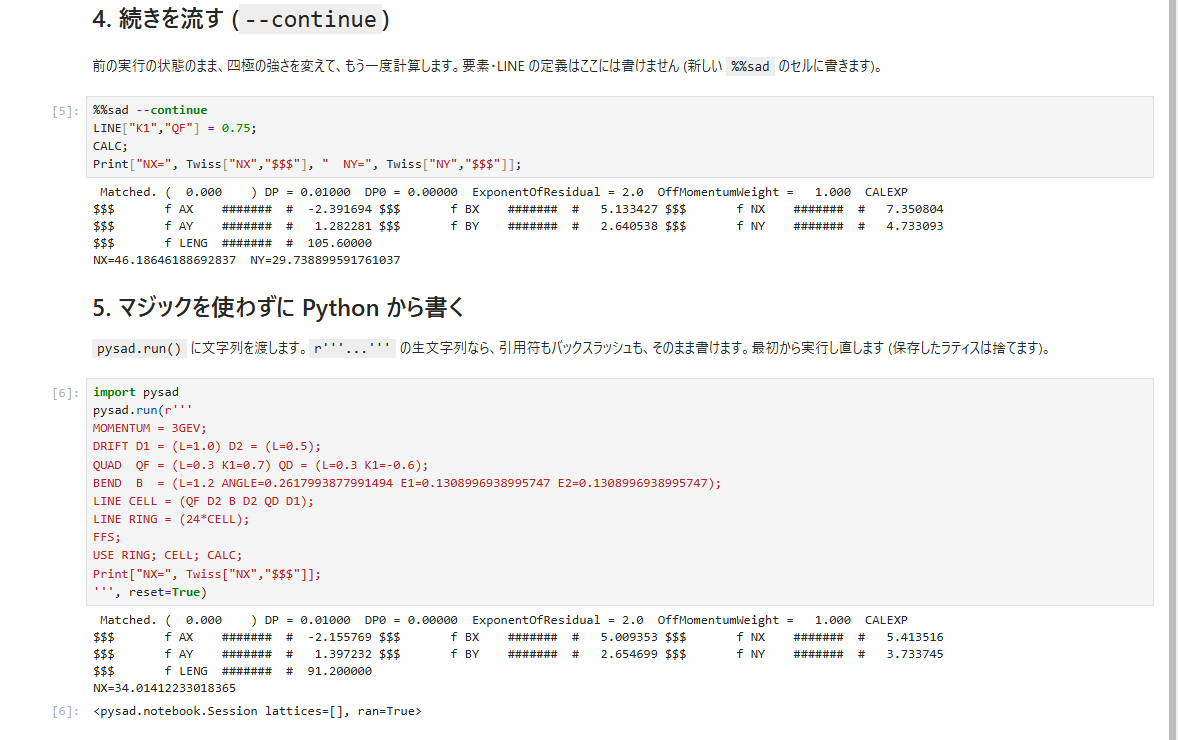 4. 続きを流す (--continue)
前の実行の状態のまま、四極の強さを変えて、もう一度計算します。要素・LINE の定義はここには書けません (新しい %%sad のセルに書きます)。
[5]:
%%sad --continue
LINE["K1","QF"] = 0.75;
CALC;
Print["NX=", Twiss["NX","$$$"], "  NY=", Twiss["NY","$$$"]];
 Matched. (  0.000    ) DP = 0.01000  DP0 = 0.00000  ExponentOfResidual = 2.0  OffMomentumWeight =   1.000  CALEXP
$$$       f AX    #######  #  -2.391694 $$$       f BX    #######  #   5.133427 $$$       f NX    #######  #   7.350804
$$$       f AY    #######  #   1.282281 $$$       f BY    #######  #   2.640538 $$$       f NY    #######  #   4.733093
$$$       f LENG  #######  #  105.60000
NX=46.18646188692837  NY=29.738899591761037
5. マジックを使わずに Python から書く
pysad.run() に文字列を渡します。 r'''...''' の生文字列なら、引用符もバックスラッシュも、そのまま書けます。最初から実行し直します (保存したラティスは捨てます)。
[6]:
import pysad
pysad.run(r'''
MOMENTUM = 3GEV;
DRIFT D1 = (L=1.0) D2 = (L=0.5);
QUAD  QF = (L=0.3 K1=0.7) QD = (L=0.3 K1=-0.6);
BEND  B  = (L=1.2 ANGLE=0.2617993877991494 E1=0.1308996938995747 E2=0.1308996938995747);
LINE CELL = (QF D2 B D2 QD D1);
LINE RING = (24*CELL);
FFS;
USE RING; CELL; CALC;
Print["NX=", Twiss["NX","$$$"]];
''', reset=True)
 Matched. (  0.000    ) DP = 0.01000  DP0 = 0.00000  ExponentOfResidual = 2.0  OffMomentumWeight =   1.000  CALEXP
$$$       f AX    #######  #  -2.155769 $$$       f BX    #######  #   5.009353 $$$       f NX    #######  #   5.413516
$$$       f AY    #######  #   1.397232 $$$       f BY    #######  #   2.654699 $$$       f NY    #######  #   3.733745
$$$       f LENG  #######  #  91.200000
NX=34.01412233018365
[6]: <pysad.notebook.Session lattices=[], ran=True>